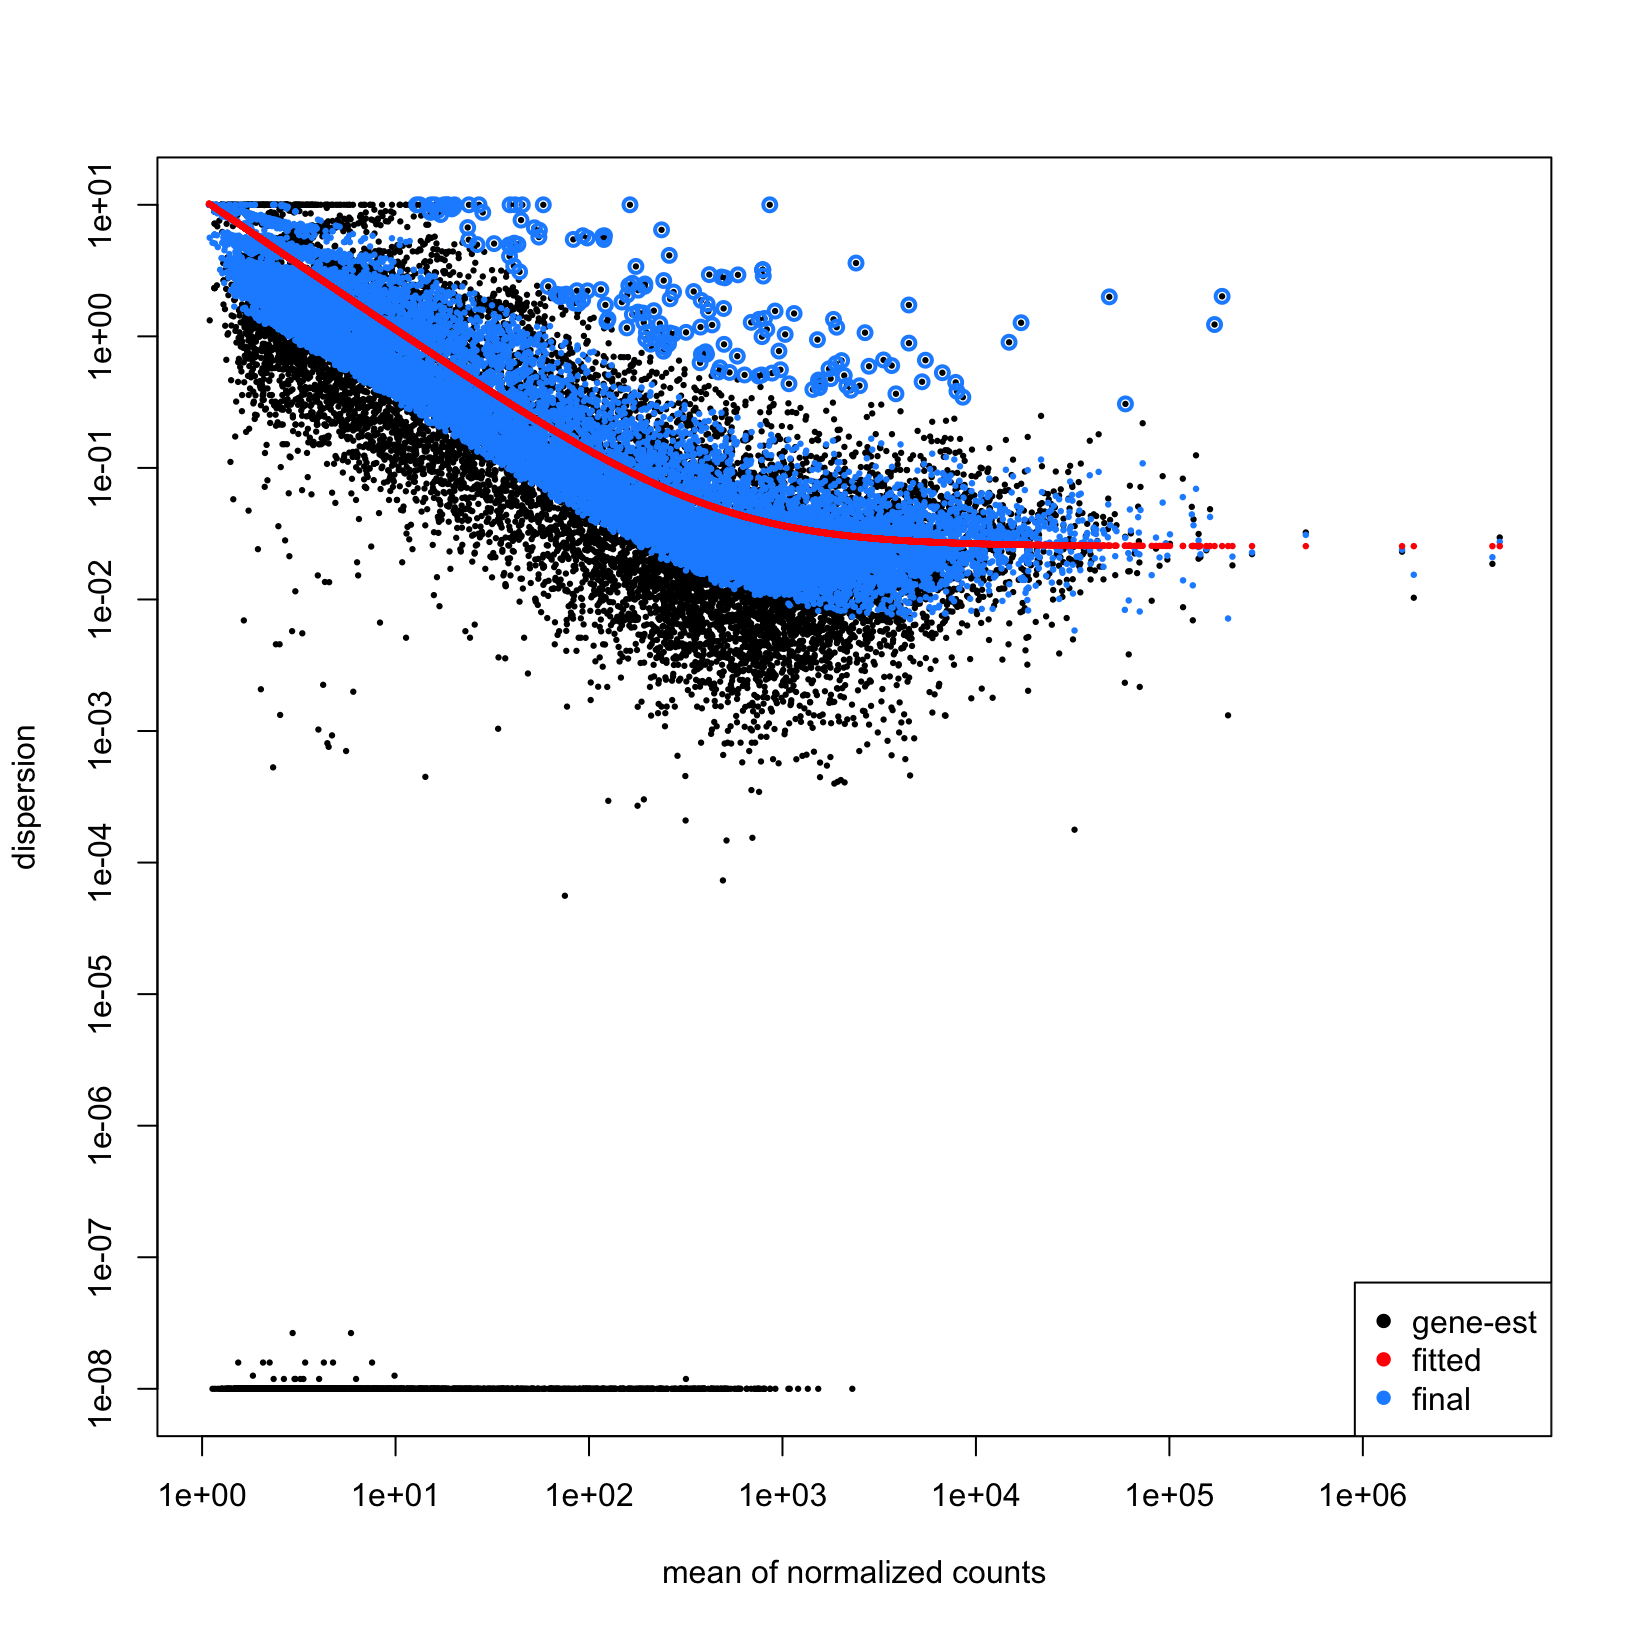 1e+01
1e+00
1e-01
1e-02
1e-03
1e-04
1e-05
1e-06
1e-07
1e-08
dispersion
gene-est
fitted
final
1e+00 1e+01 1e+02 1e+03 1e+04 1e+05 1e+06
mean of normalized counts